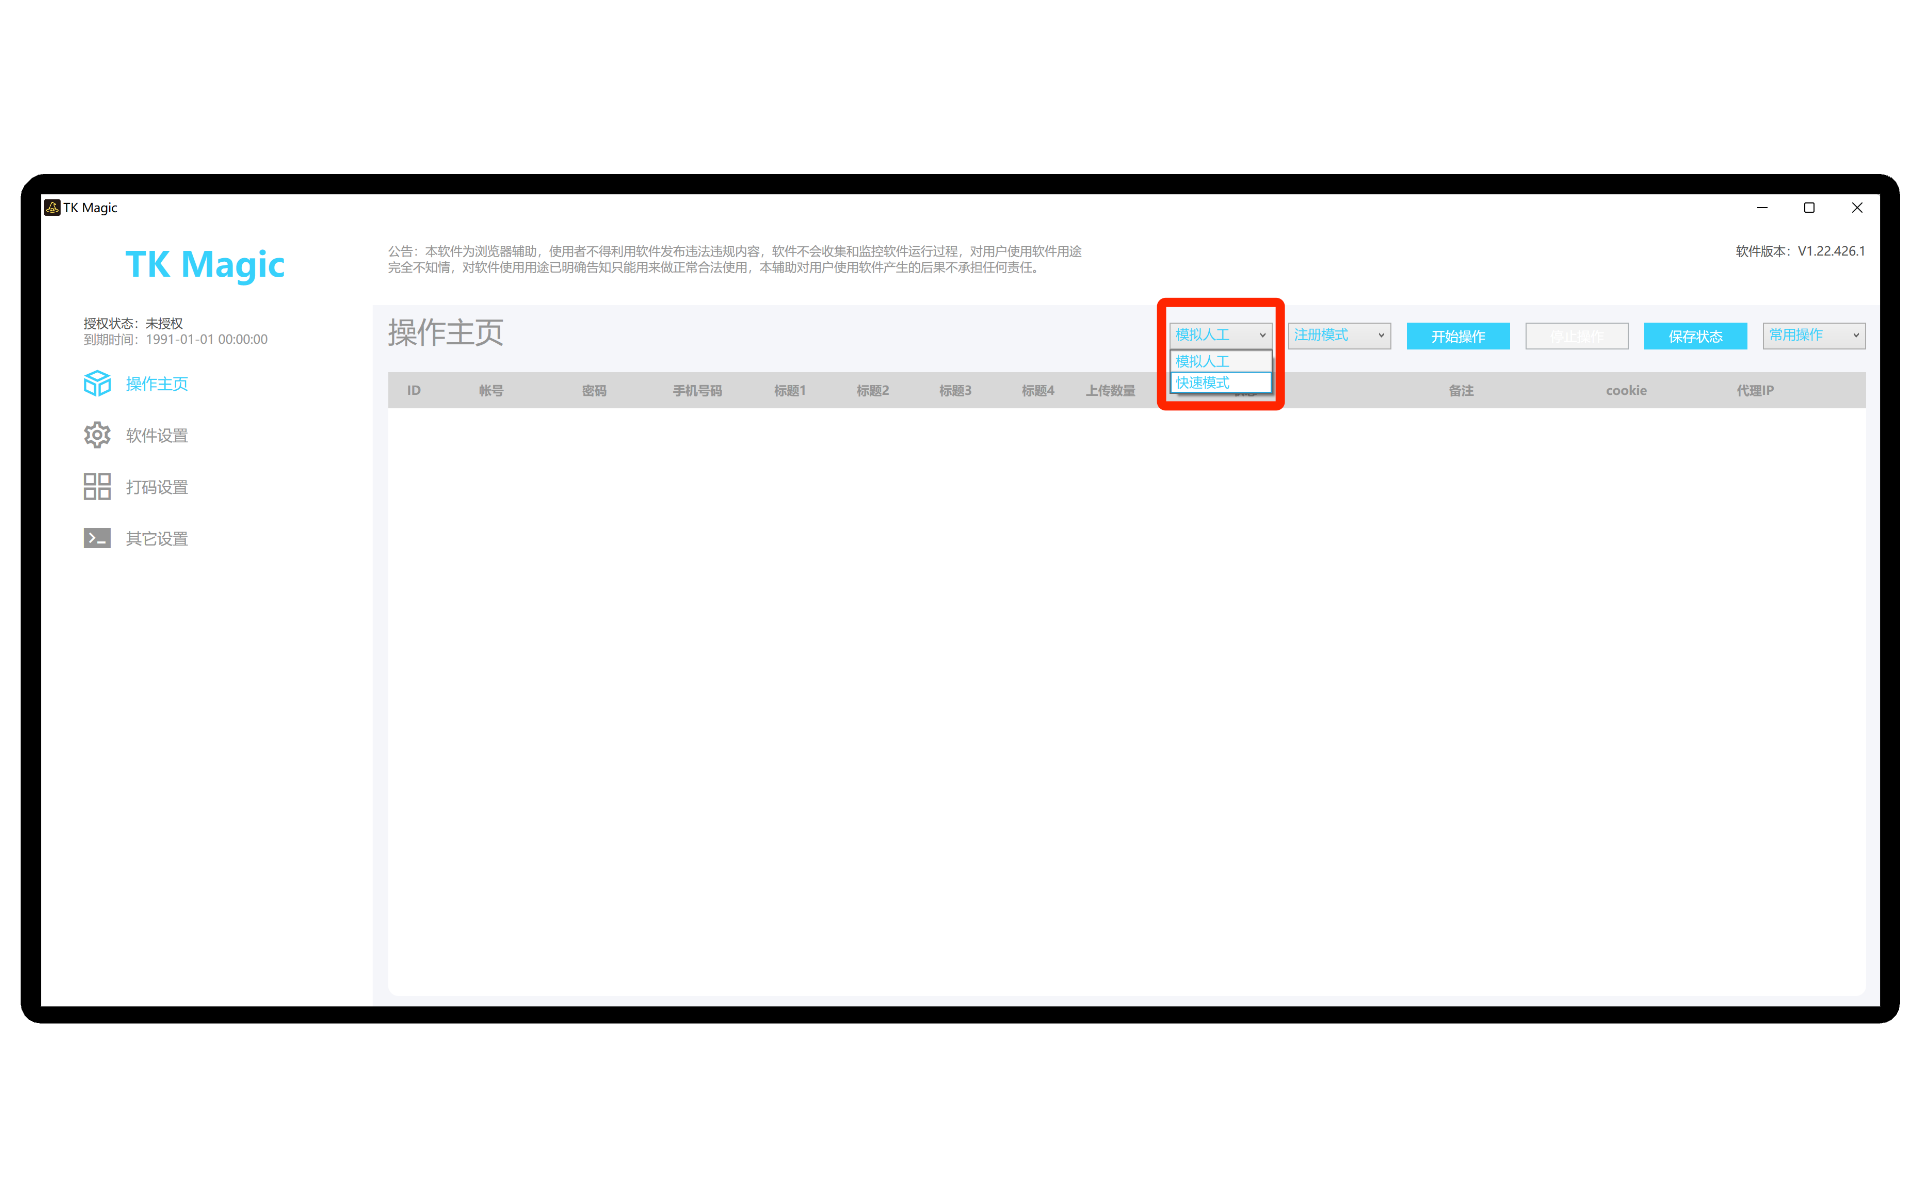 TK Magic
TK Magic
公告：本软件为浏览器辅助，使用者不得利用软件发布违法违规内容，软件不会收集和监控软件运行过程，对用户使用软件用途
完全不知情，对软件使用用途已明确告知只能用来做正常合法使用，本辅助对用户使用软件产生的后果不承担任何责任。
软件版本：V1.22.426.1
授权状态：未授权
到期时间：1991-01-01 00:00:00
操作主页
软件设置
打码设置
其它设置
操作主页
模拟人工
注册模式
开始操作
停止操作
保存状态
常用操作
模拟人工
快速模式
ID 帐号 密码 手机号码 标题1 标题2 标题3 标题4 上传数量 备注 cookie 代理IP